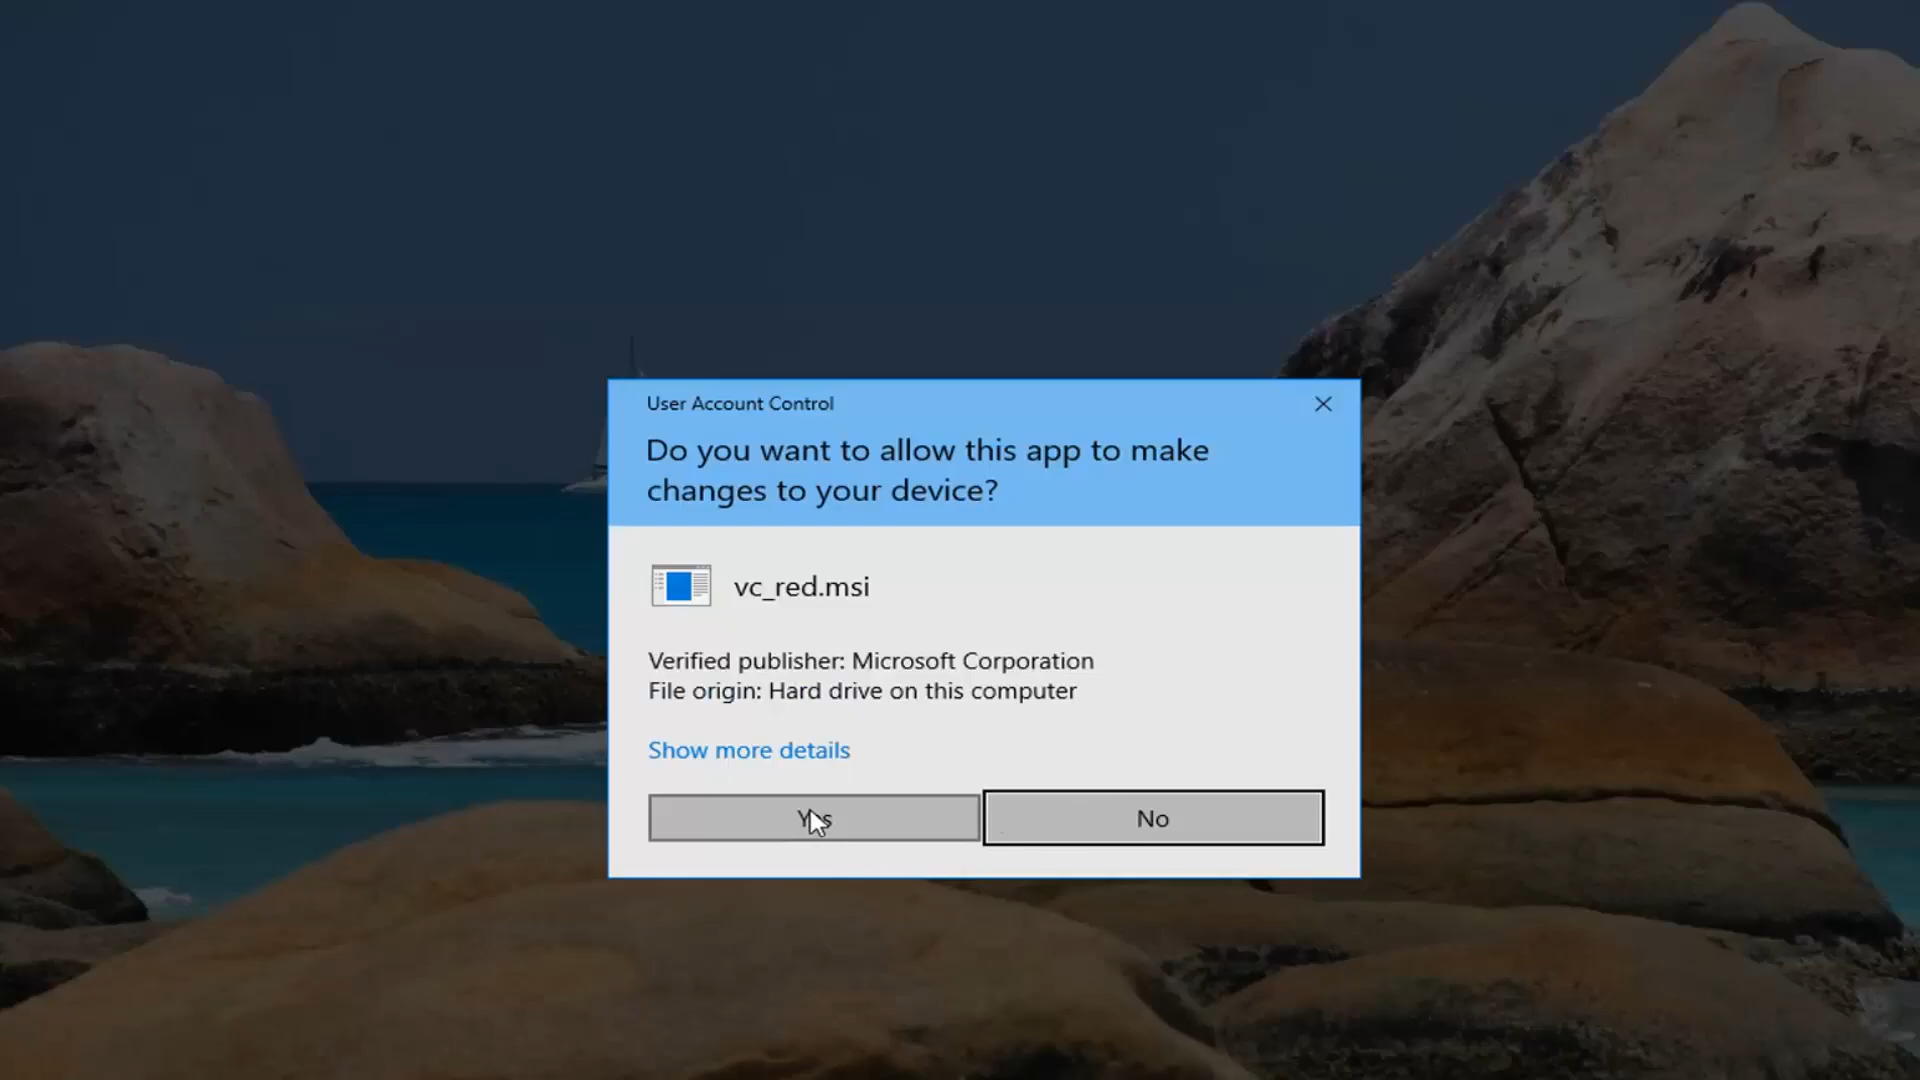 User Account Control
Do you want to allow this app to make
changes to your device?
vc_red.msi
Verified publisher: Microsoft Corporation
File origin: Hard drive on this computer
Show more details
Yes
No